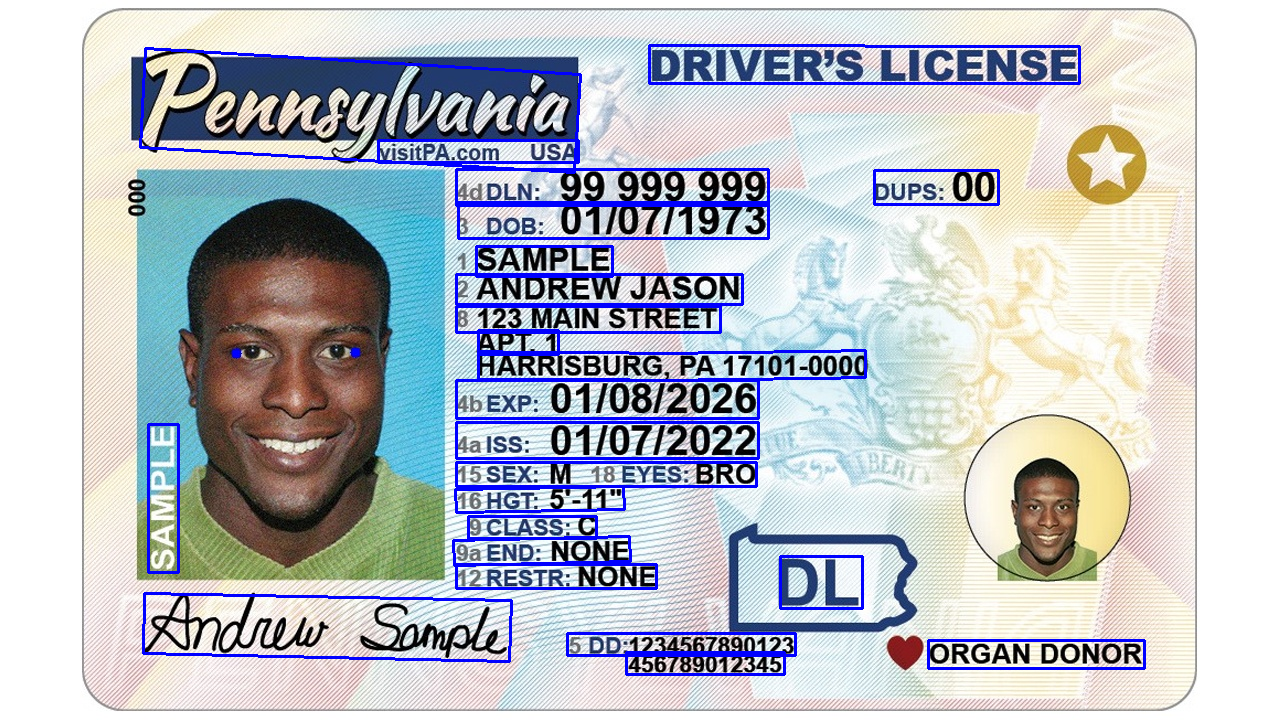 Pennsylvania
visitPA.com USA
DRIVER'S LICENSE
000
4d DLN: 99 999 999
DUPS: 00
3 DOB: 01/07/1973
1 SAMPLE
2 ANDREW JASON
8 123 MAIN STREET
APT. 1
HARRISBURG, PA 17101-0000
4b EXP: 01/08/2026
4a ISS: 01/07/2022
15 SEX: M 18 EYES: BRO
16 HGT: 5'-11"
9 CLASS: C
9a END: NONE
12 RESTR: NONE
SAMPLE
Andrew Sample
DL
5 DD:1234567890123
456789012345
ORGAN DONOR